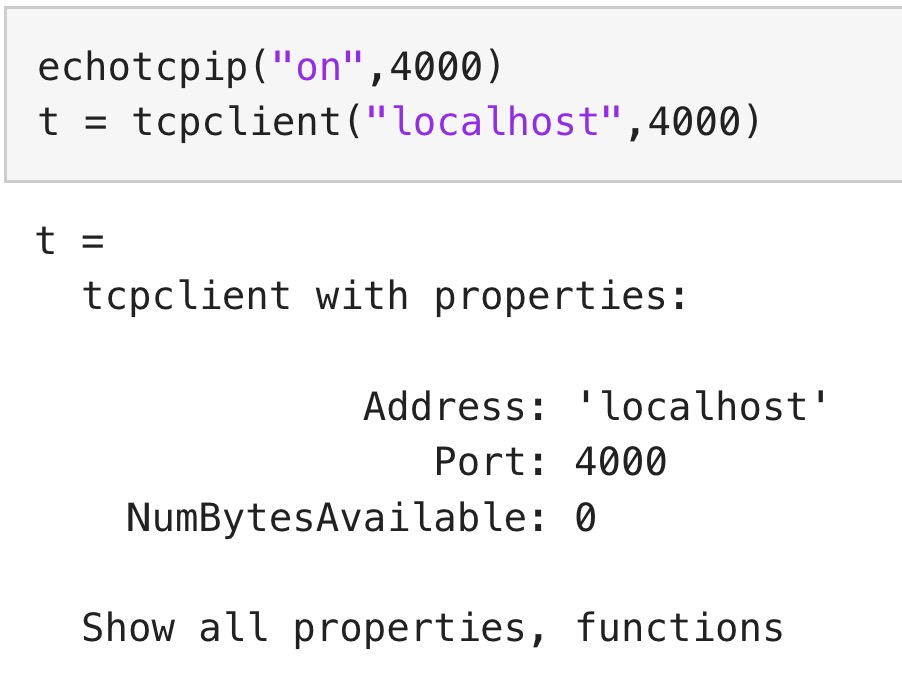 echotcpip("on",4000)
t = tcpclient("localhost",4000)
t =
tcpclient with properties:
Address: 'localhost'
Port: 4000
NumBytesAvailable: 0
Show all properties, functions